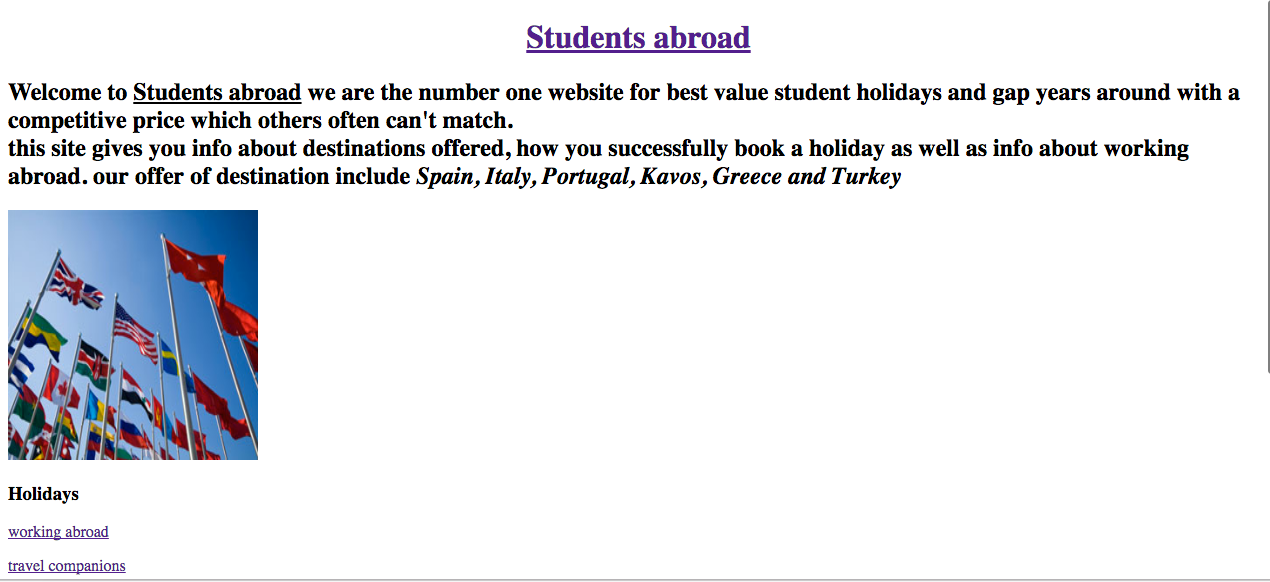 Students abroad
Welcome to Students abroad we are the number one website for best value student holidays and gap years around with a
competitive price which others often can't match.
this site gives you info about destinations offered, how you successfully book a holiday as well as info about working
abroad. our offer of destination include Spain, Italy, Portugal, Kavos, Greece and Turkey
Holidays
working abroad
travel companions